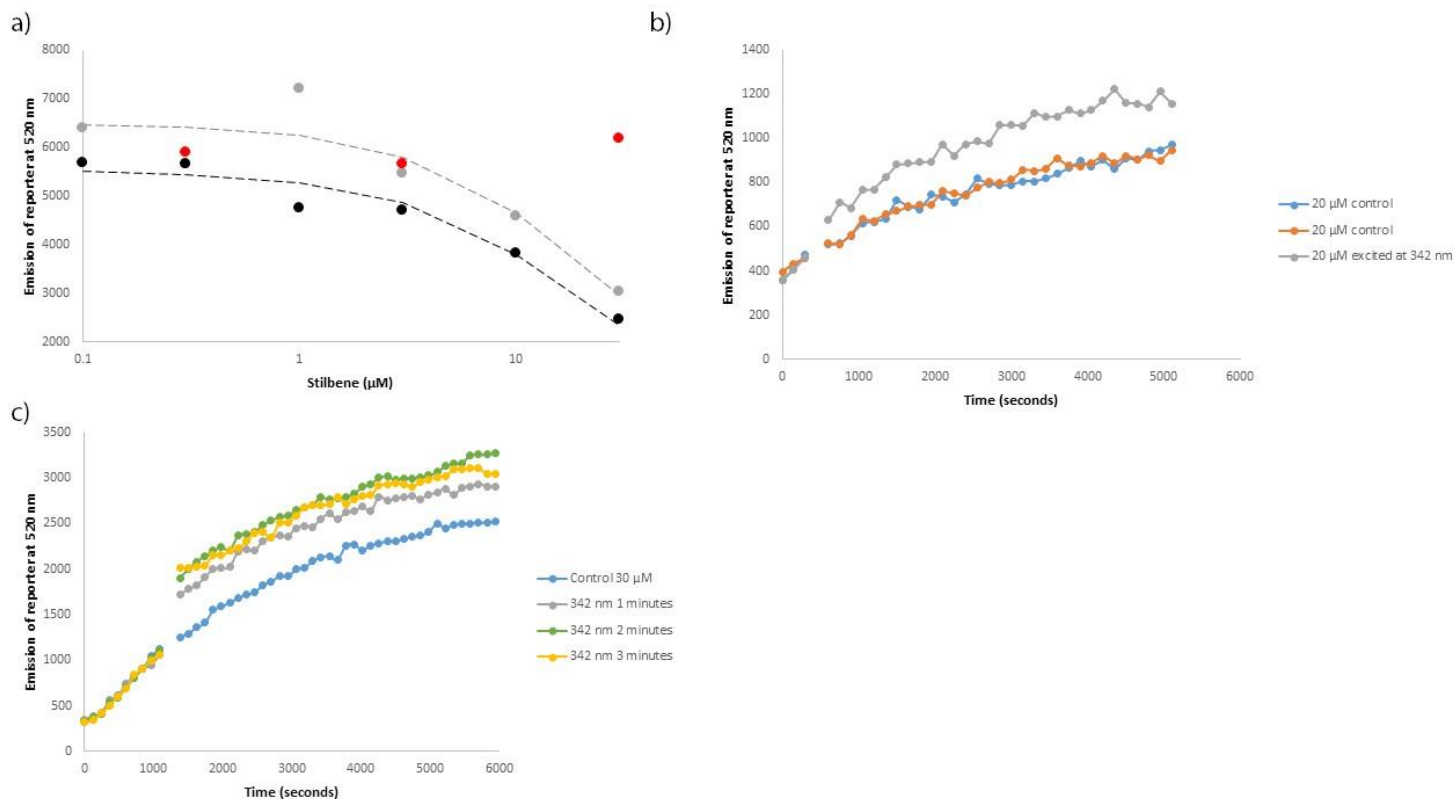 a)
8000
7000
6000
5000
4000
3000
2000
0.1
1
10
Emission of reporter at 520 nm
Stilbene (µM)
b)
1400
1200
1000
800
600
400
200
0
0
1000
2000
3000
4000
5000
6000
Emission of reporter at 520 nm
Time (seconds)
20 µM control
20 µM control
20 µM excited at 342 nm
c)
3500
3000
2500
2000
1500
1000
500
0
0
1000
2000
3000
4000
5000
6000
Emission of reporter at 520 nm
Time (seconds)
Control 30 µM
342 nm 1 minutes
342 nm 2 minutes
342 nm 3 minutes